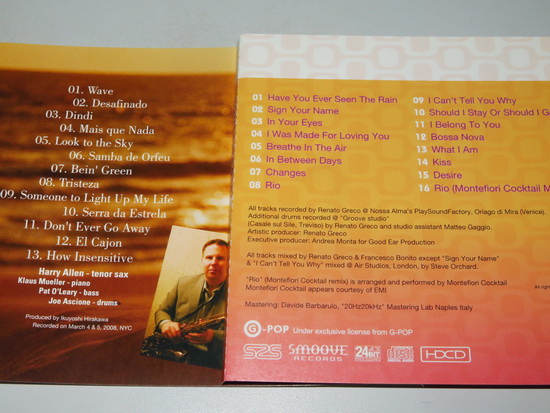 01. Wave
02. Desafinado
03. Dindi
04. Mais que Nada
05. Look to the Sky
06. Samba de Orfeu
07. Bein' Green
08. Tristeza
09. Someone to Light Up My Life
10. Serra da Estrela
11. Don't Ever Go Away
12. El Cajon
13. How Insensitive
Harry Allen - tenor sax
Klaus Mueller - piano
Pat O'Leary - bass
Joe Ascione - drums
Produced by Ikuyoshi Hirakawa
Recorded on March 4 & 5, 2008, NYC
01 Have You Ever Seen The Rain
02 Sign Your Name
03 In Your Eyes
04 I Was Made For Loving You
05 Breathe In The Air
06 In Between Days
07 Changes
08 Rio
09 I Can't Tell You Why
10 Should I Stay Or Should I G
11 I Belong To You
12 Bossa Nova
13 What I Am
14 Kiss
15 Desire
16 Rio (Montefiori Cocktail M
All tracks recorded by Renato Greco @ Nossa Alma's PlaySoundFactory, Oriago di Mira (Venice).
Additional drums recorded @ "Groove studio"
(Casale sul Sile, Treviso) by Renato Greco and studio assistant Matteo Gaggio.
Artistic producer: Renato Greco
Executive producer: Andrea Monta for Good Ear Production
All tracks mixed by Renato Greco & Francesco Bonito except "Sign Your Name"
& "I Can't Tell You Why" mixed @ Air Studios, London, by Steve Orchard.
"Rio" (Montefiori Cocktail remix) is arranged and performed by Montefiori Cocktail
Montefiori Cocktail appears courtesy of EMI.
All righ
Mastering: Davide Barbarulo, "20Hz20kHz" Mastering Lab Naples Italy
G-POP Under exclusive license from G-POP
S2S SMOOVE RECORDS 24BIT COMPACT disc DIGITAL AUDIO HDCD